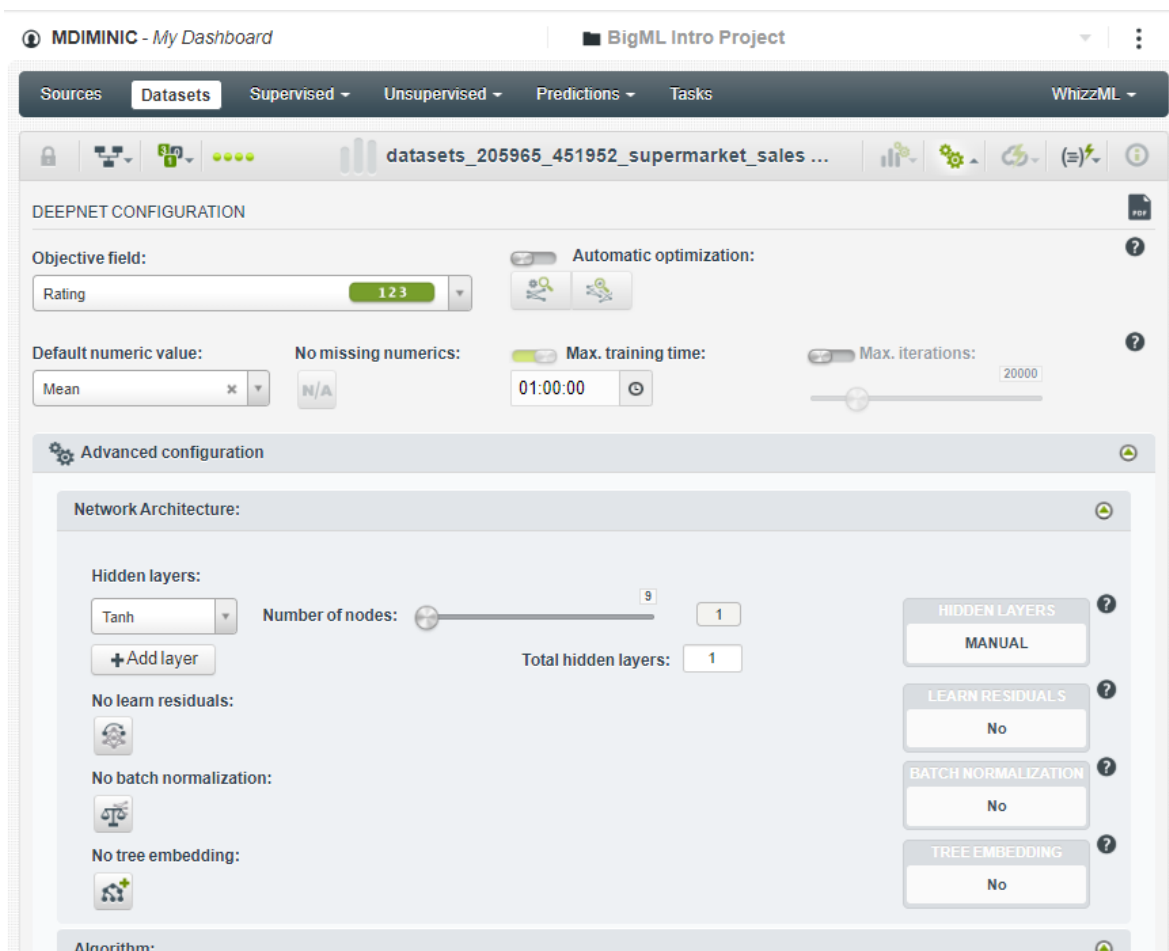 MDIMINIC - My Dashboard BigML Intro Project
Sources Datasets Supervised Unsupervised Predictions Tasks WhizzML
datasets_205965_451952_supermarket_sales ...
DEEPNET CONFIGURATION PDF
Objective field: Automatic optimization:
Rating 123
Default numeric value: No missing numerics: Max. training time: Max. iterations:
20000
Mean N/A 01:00:00
Advanced configuration
Network Architecture:
Hidden layers:
9
Tanh Number of nodes: 1 HIDDEN LAYERS
MANUAL
+Add layer Total hidden layers: 1
No learn residuals: LEARN RESIDUALS
No
No batch normalization: BATCH NORMALIZATION
No
No tree embedding: TREE EMBEDDING
No
Algorithm: